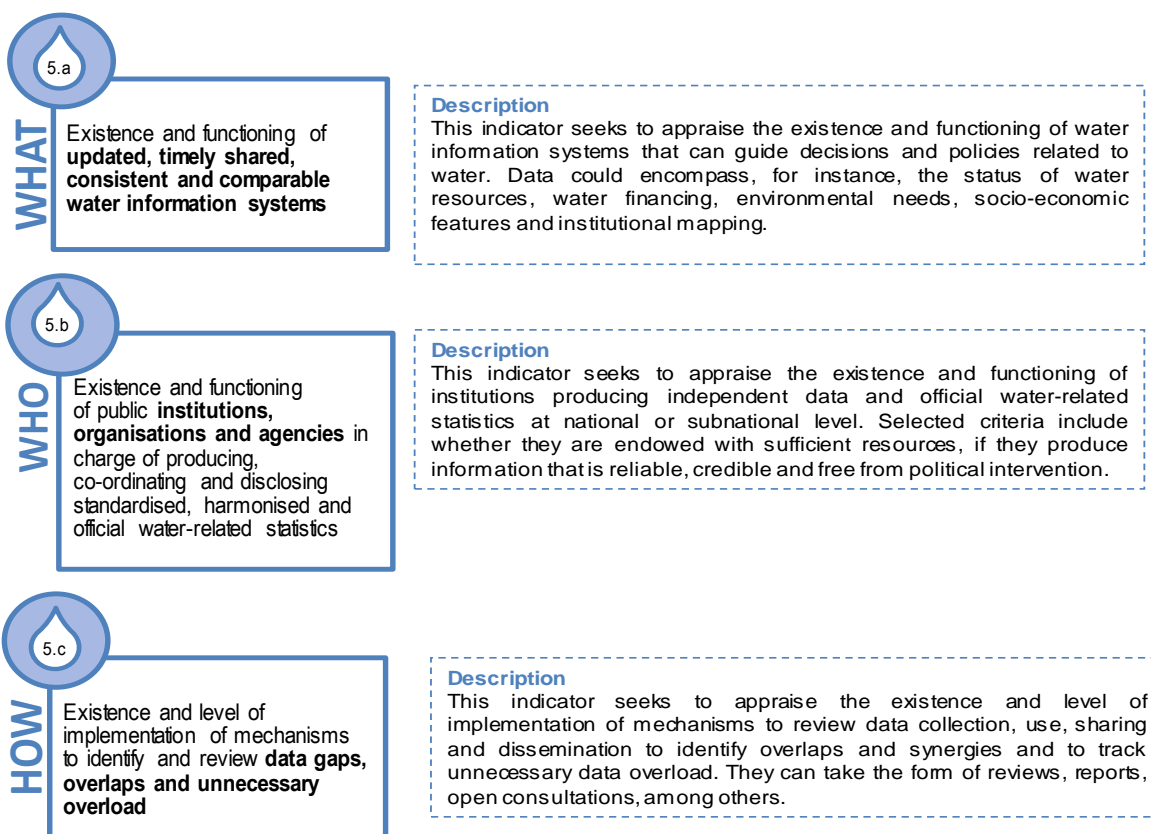 5.a
WHAT
Existence and functioning of
updated, timely shared,
consistent and comparable
water information systems
Description
This indicator seeks to appraise the existence and functioning of water
information systems that can guide decisions and policies related to
water. Data could encompass, for instance, the status of water
resources, water financing, environmental needs, socio-economic
features and institutional mapping.
5.b
WHO
Existence and functioning
of public institutions,
organisations and agencies in
charge of producing,
co-ordinating and disclosing
standardised, harmonised and
official water-related statistics
Description
This indicator seeks to appraise the existence and functioning of
institutions producing independent data and official water-related
statistics at national or subnational level. Selected criteria include
whether they are endowed with sufficient resources, if they produce
information that is reliable, credible and free from political intervention.
5.c
HOW
Existence and level of
implementation of mechanisms
to identify and review data gaps,
overlaps and unnecessary
overload
Description
This indicator seeks to appraise the existence and level of
implementation of mechanisms to review data collection, use, sharing
and dissemination to identify overlaps and synergies and to track
unnecessary data overload. They can take the form of reviews, reports,
open consultations, among others.